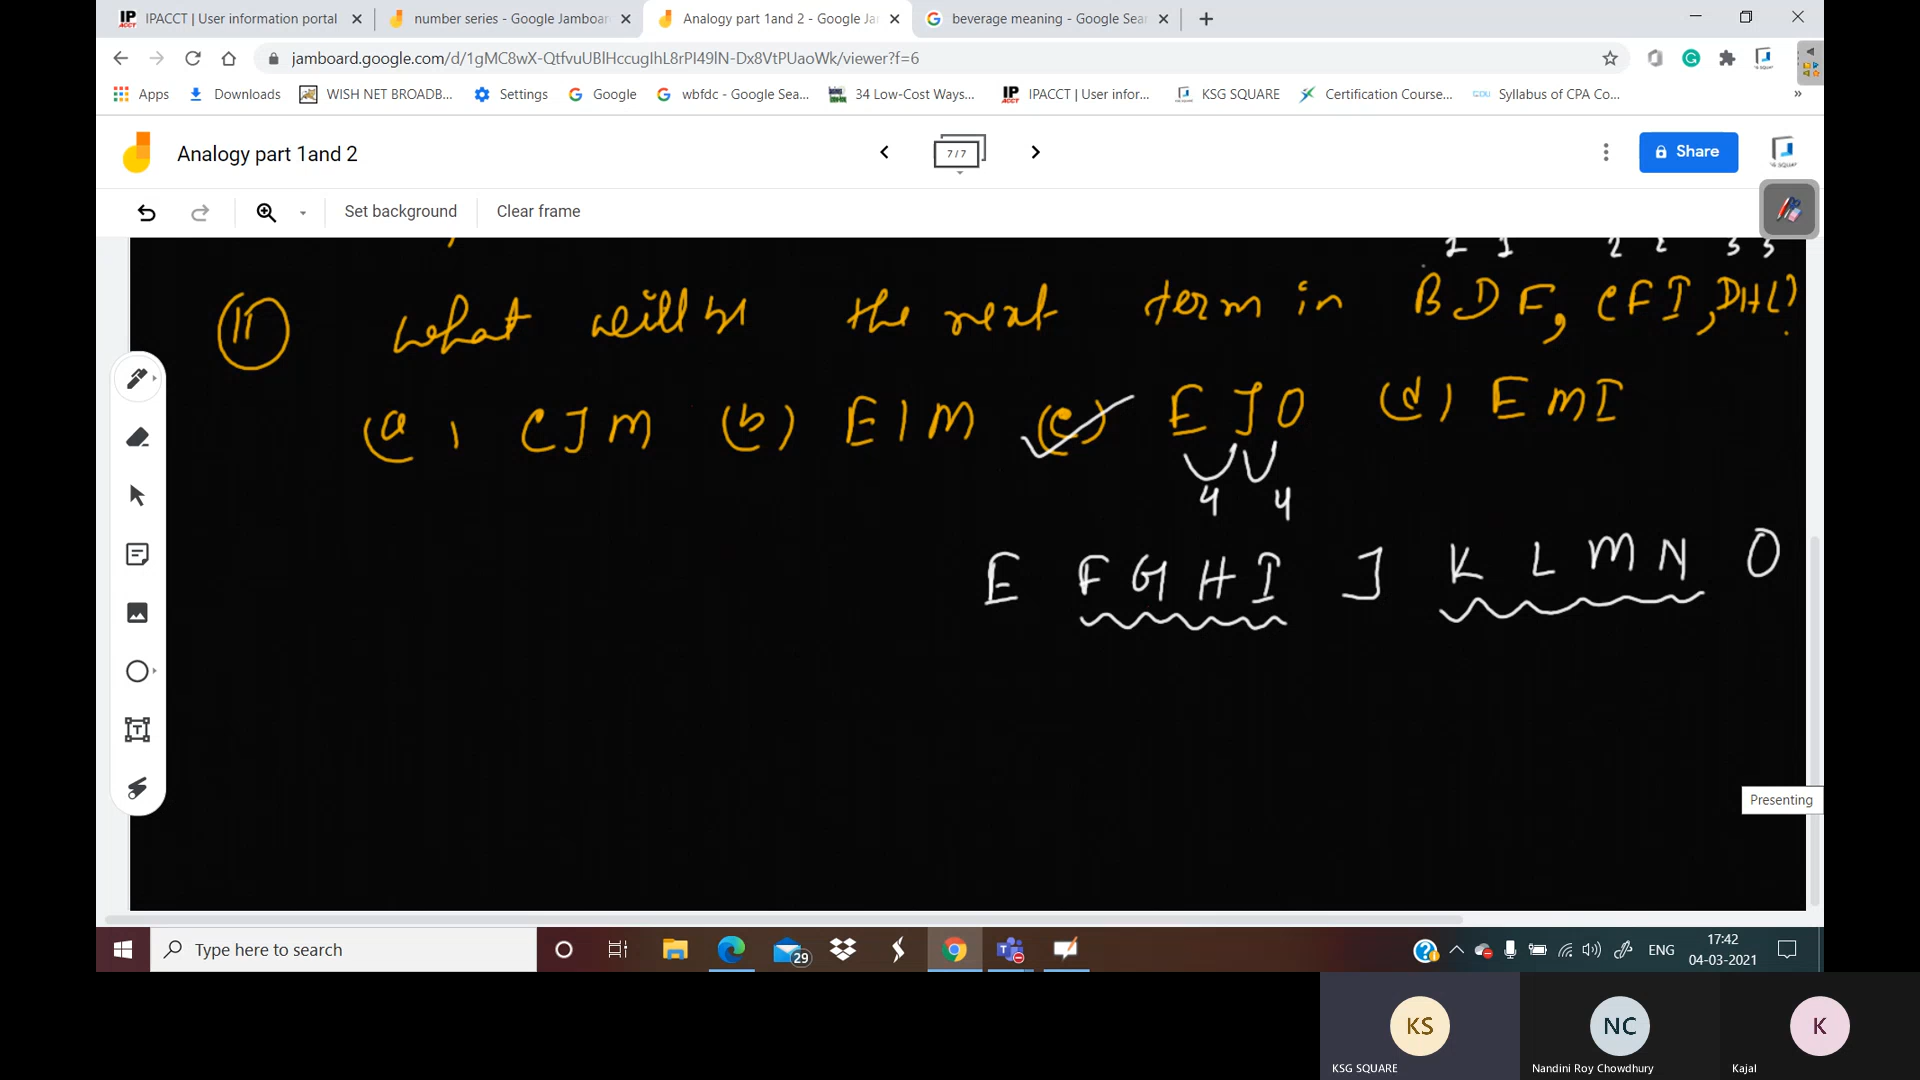 IPACCT | User information portal
number series - Google Jamboar
Analogy part 1and 2 - Google Ja
beverage meaning - Google Sea
jamboard.google.com/d/1gMC8wX-QtfvuUBlHccugIhL8rPI49lN-Dx8VtPUaoWk/viewer?f=6
Apps Downloads WISH NET BROADB... Settings Google wbfdc - Google Sea... 34 Low-Cost Ways... IPACCT | User infor... KSG SQUARE Certification Course... Syllabus of CPA Co... »
Analogy part 1and 2
7 / 7
Share
Set background Clear frame
2 2 3 3
11 what will be the next term in BDF, CFI, DHL?
(a) CJM (b) EIM (c) EJO (d) EMI
4 4
E F G H I J K L M N O
Presenting
Type here to search
29
ENG
17:42
04-03-2021
KS NC K
KSG SQUARE Nandini Roy Chowdhury Kajal